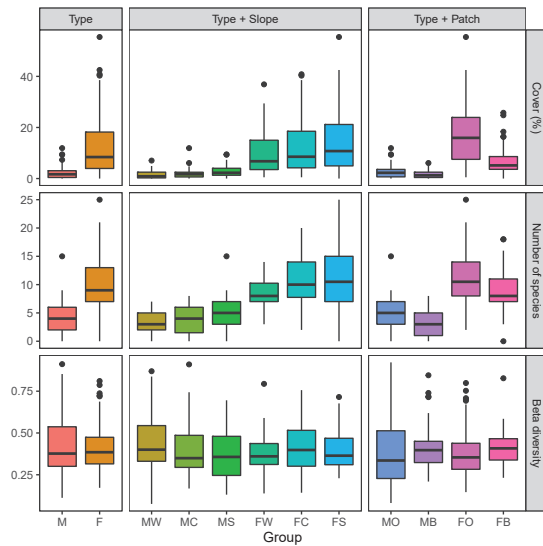 Type
Type + Slope
Type + Patch
40
20
0
Cover (%)
25
20
15
10
5
0
Number of species
0.75
0.50
0.25
Beta diversity
M F
MW MC MS FW FC FS
MO MB FO FB
Group